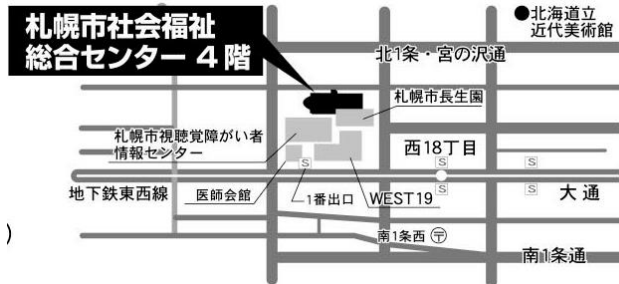 札幌市社会福祉
総合センター 4 階
●北海道立
近代美術館
北1条・宮の沢通
札幌市長生園
札幌市視聴覚障がい者
情報センター
西18丁目
S
S
S
地下鉄東西線
医師会館
1番出口
WEST19
S
S
大通
)
南1条西〒
南1条通